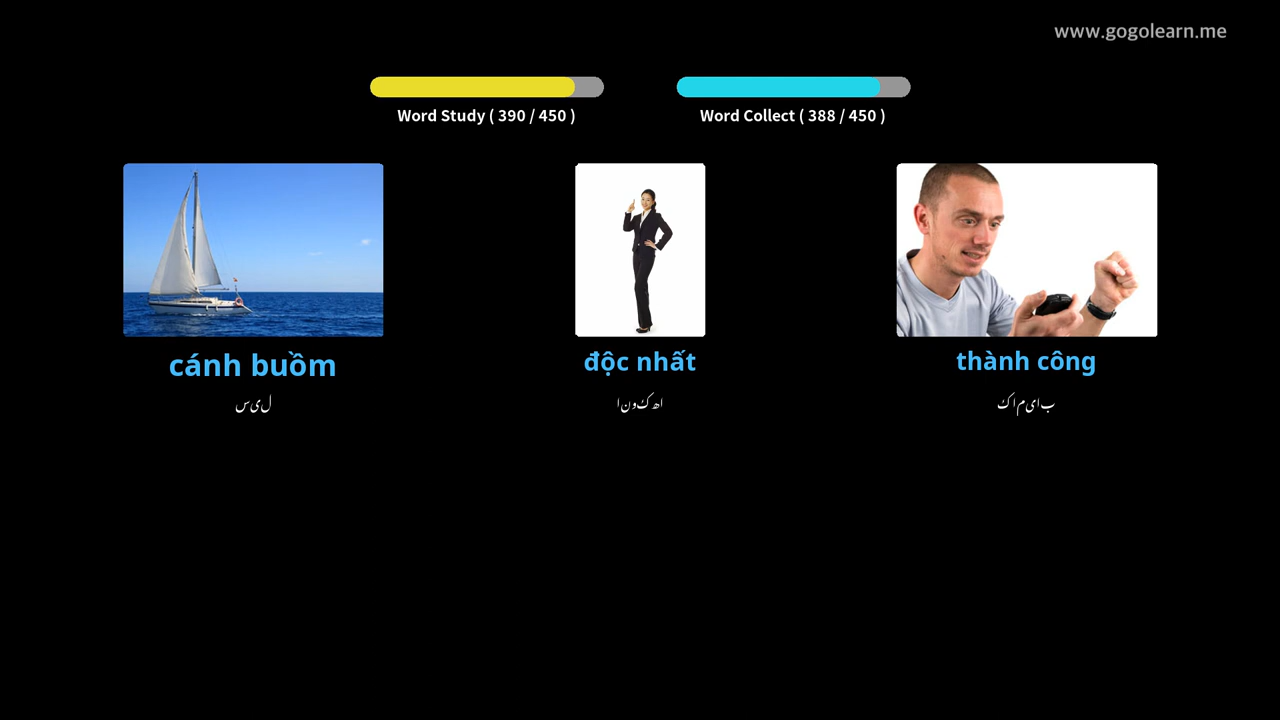 www.gogolearn.me
Word Study ( 390 / 450 )
Word Collect ( 388 / 450 )
cánh buồm
độc nhất
thành công
سیل
انوکھا
کامیاب